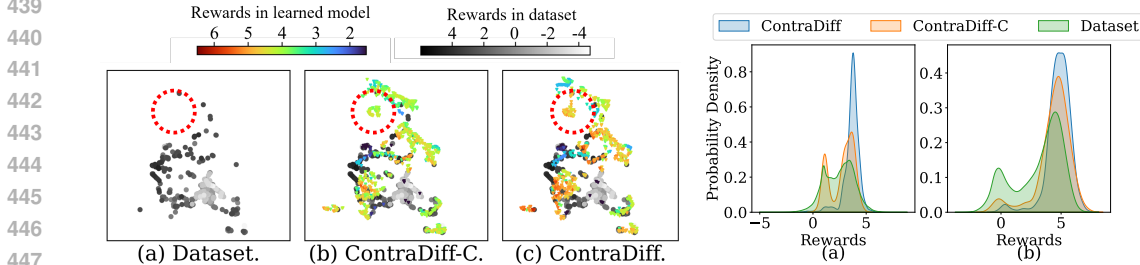 439
440
441
442
443
444
445
446
447
Rewards in learned model
6 5 4 3 2
Rewards in dataset
4 2 0 -2 -4
(a) Dataset.
(b) ContraDiff-C.
(c) ContraDiff.
ContraDiff
ContraDiff-C
Dataset
Probability Density
0.8
0.6
0.4
0.2
0.0
−5 0 5
Rewards
(a)
0.4
0.3
0.2
0.1
0.0
0 5
Rewards
(b)